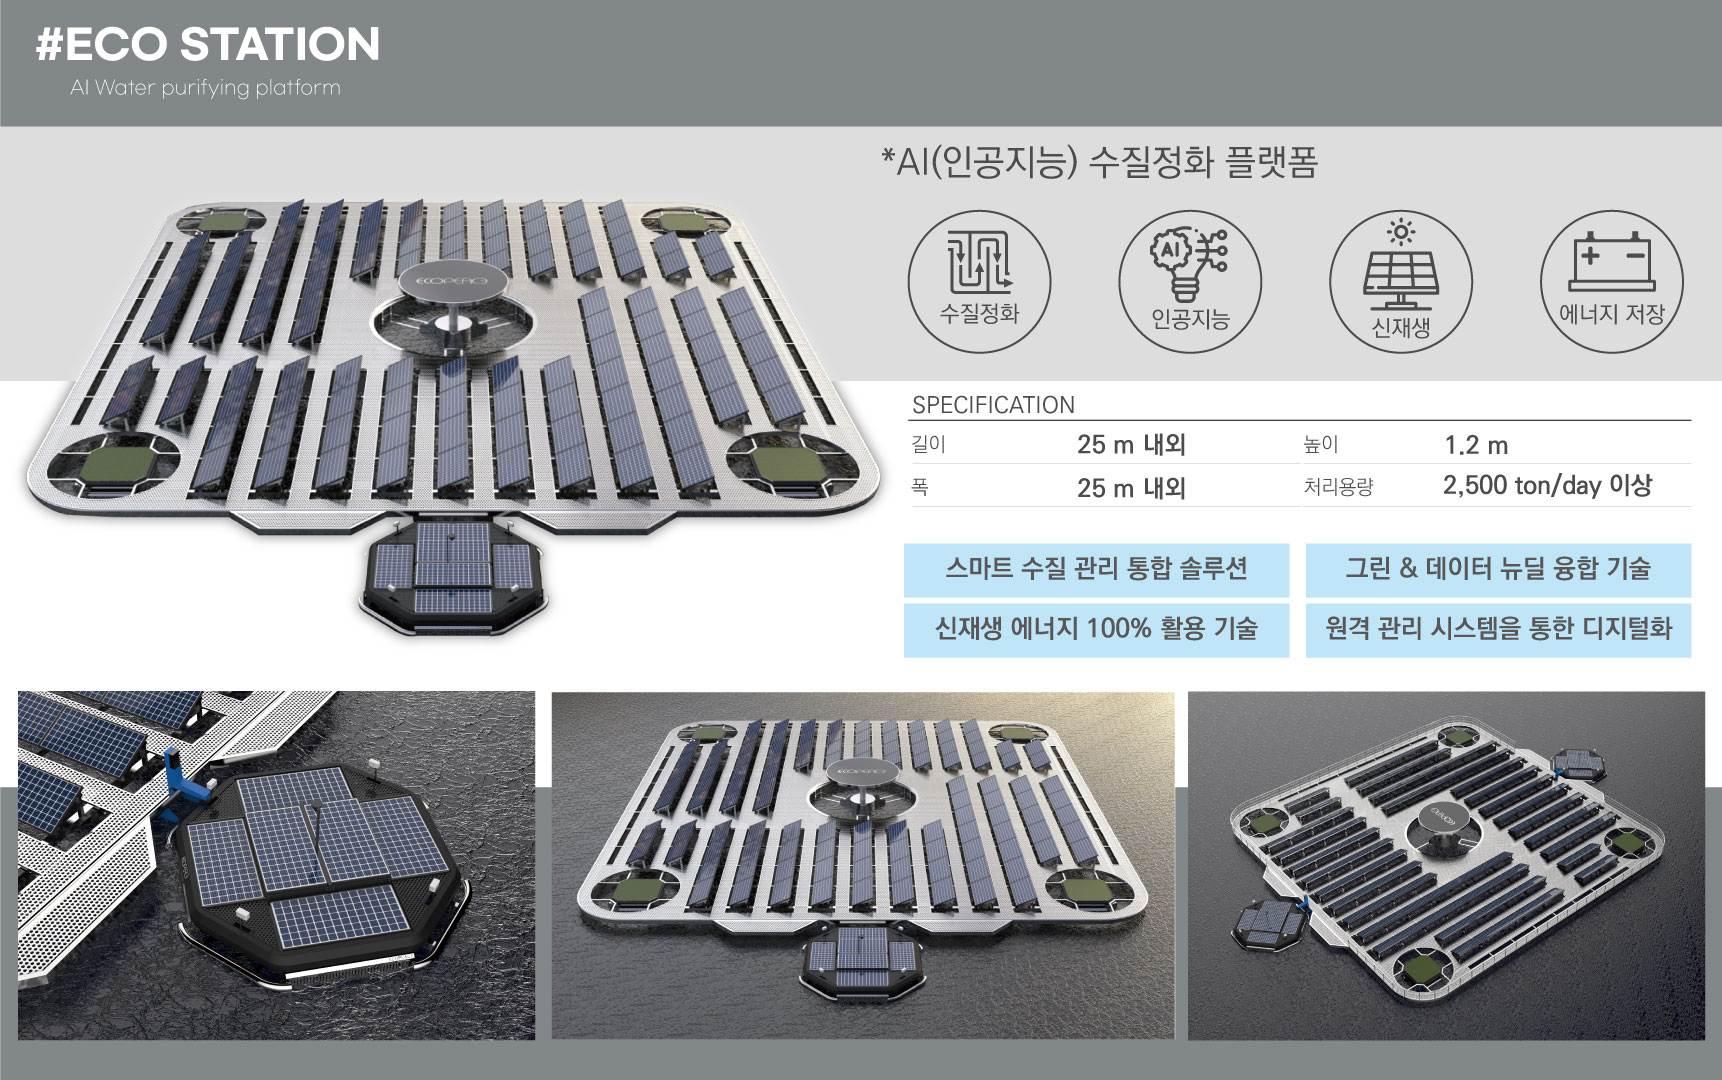 #ECO STATION
AI Water purifying platform
*AI(인공지능) 수질정화 플랫폼
ECOPEACE
수질정화
AI
인공지능
신재생
에너지 저장
SPECIFICATION
길이 25 m 내외 높이 1.2 m
폭 25 m 내외 처리용량 2,500 ton/day 이상
스마트 수질 관리 통합 솔루션
그린 & 데이터 뉴딜 융합 기술
신재생 에너지 100% 활용 기술
원격 관리 시스템을 통한 디지털화
ECOPEACE